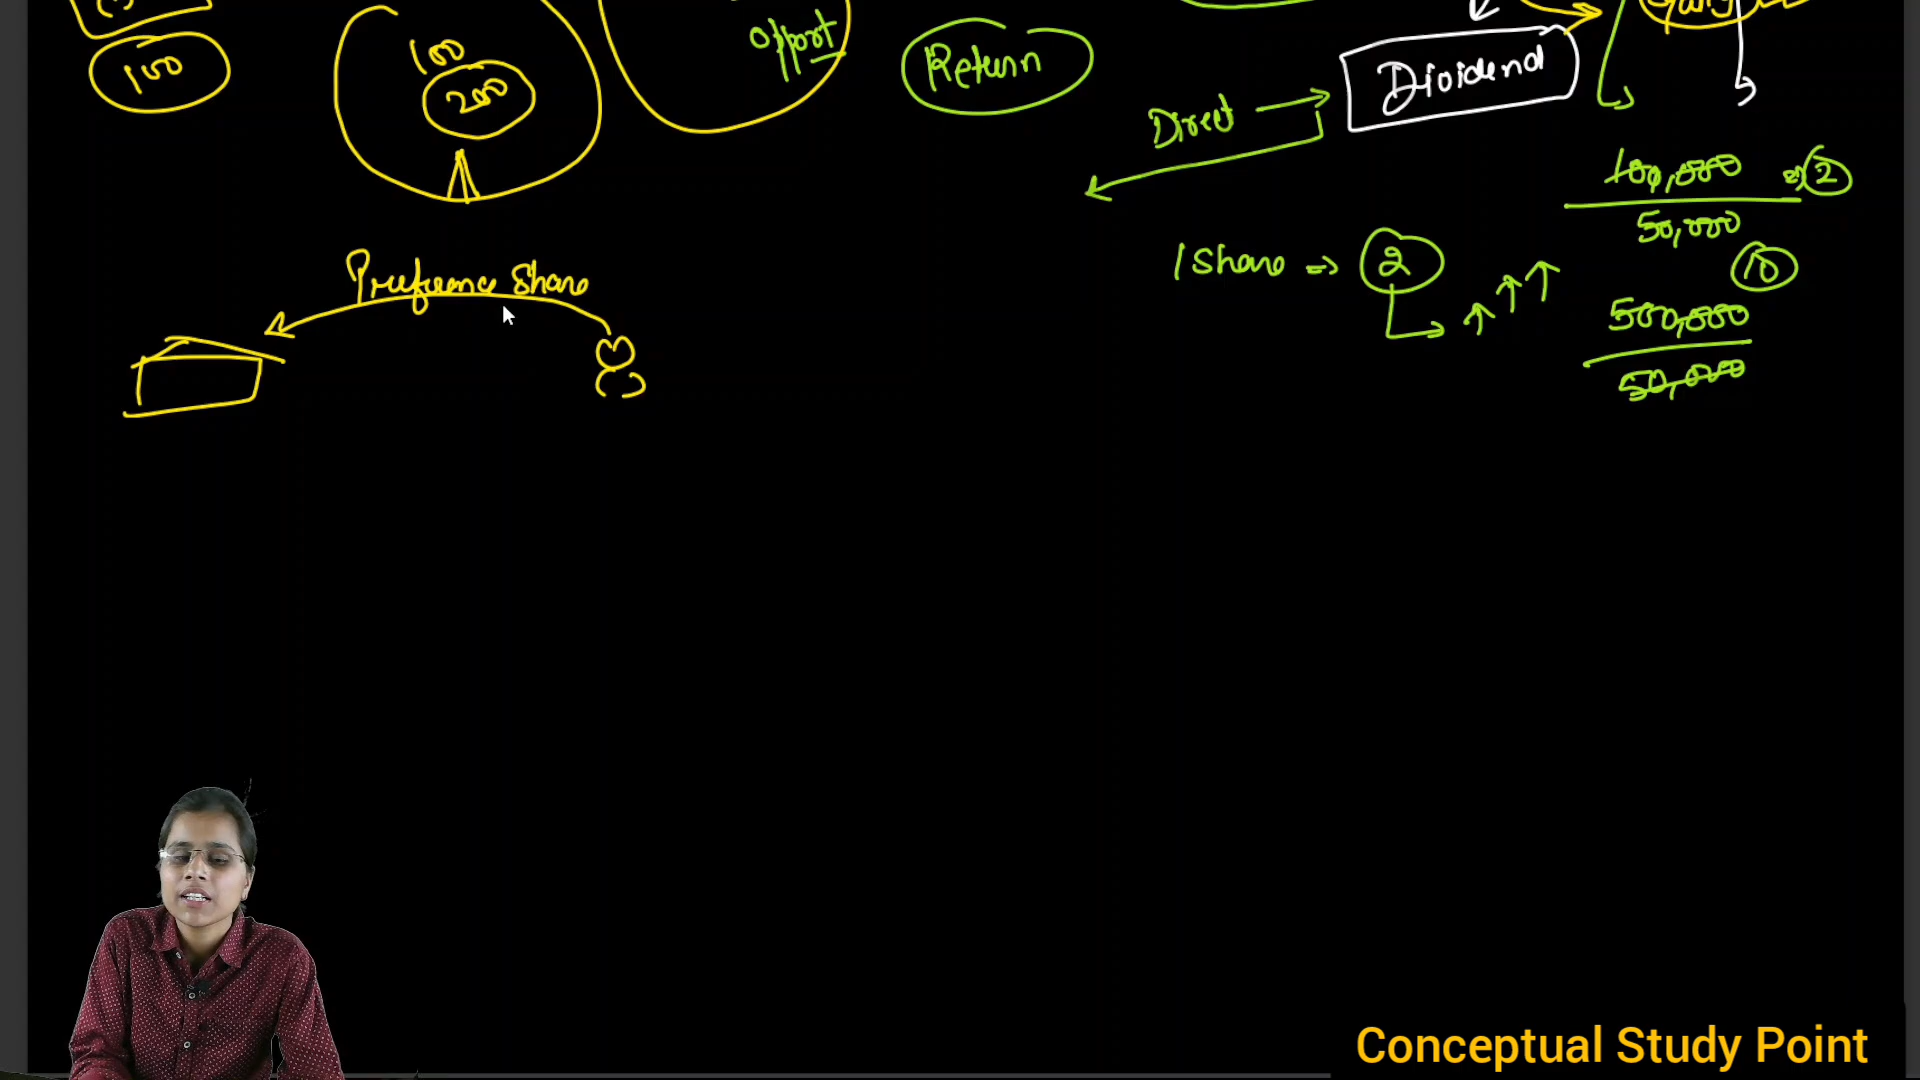 100
100
200
opport
Return
Direct
Dividend
100,000 => 2
50,000
1 Share => 2
10
500,000
50,000
Preference Share
Conceptual Study Point